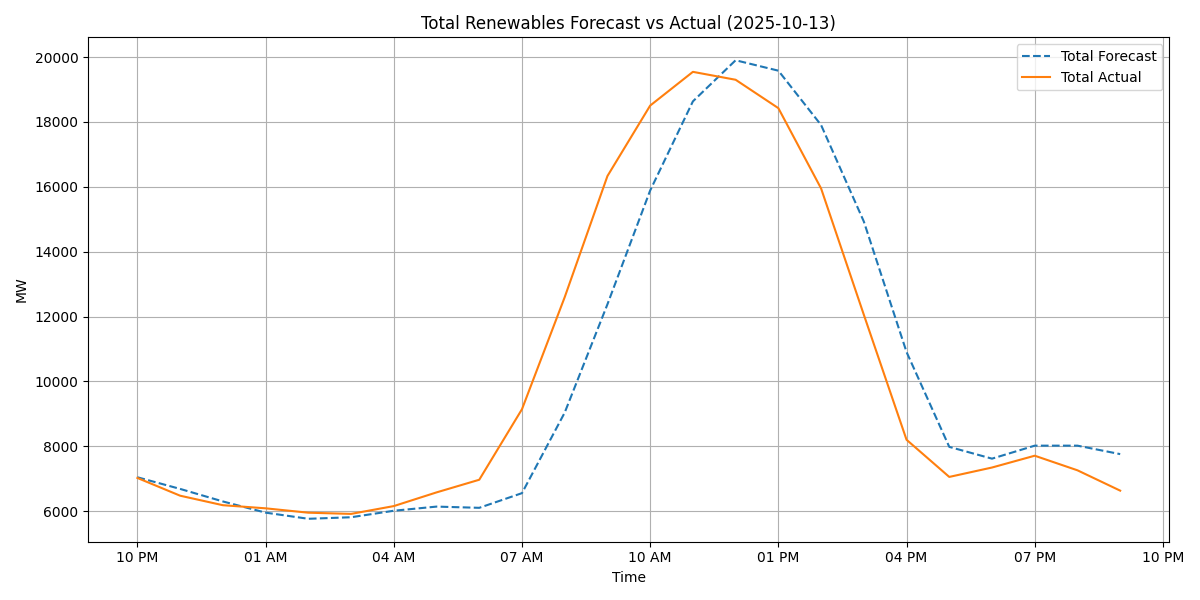 Total Renewables Forecast vs Actual (2025-10-13)
Total Forecast
Total Actual
20000
18000
16000
14000
12000
10000
8000
6000
MW
10 PM 01 AM 04 AM 07 AM 10 AM 01 PM 04 PM 07 PM 10 PM
Time